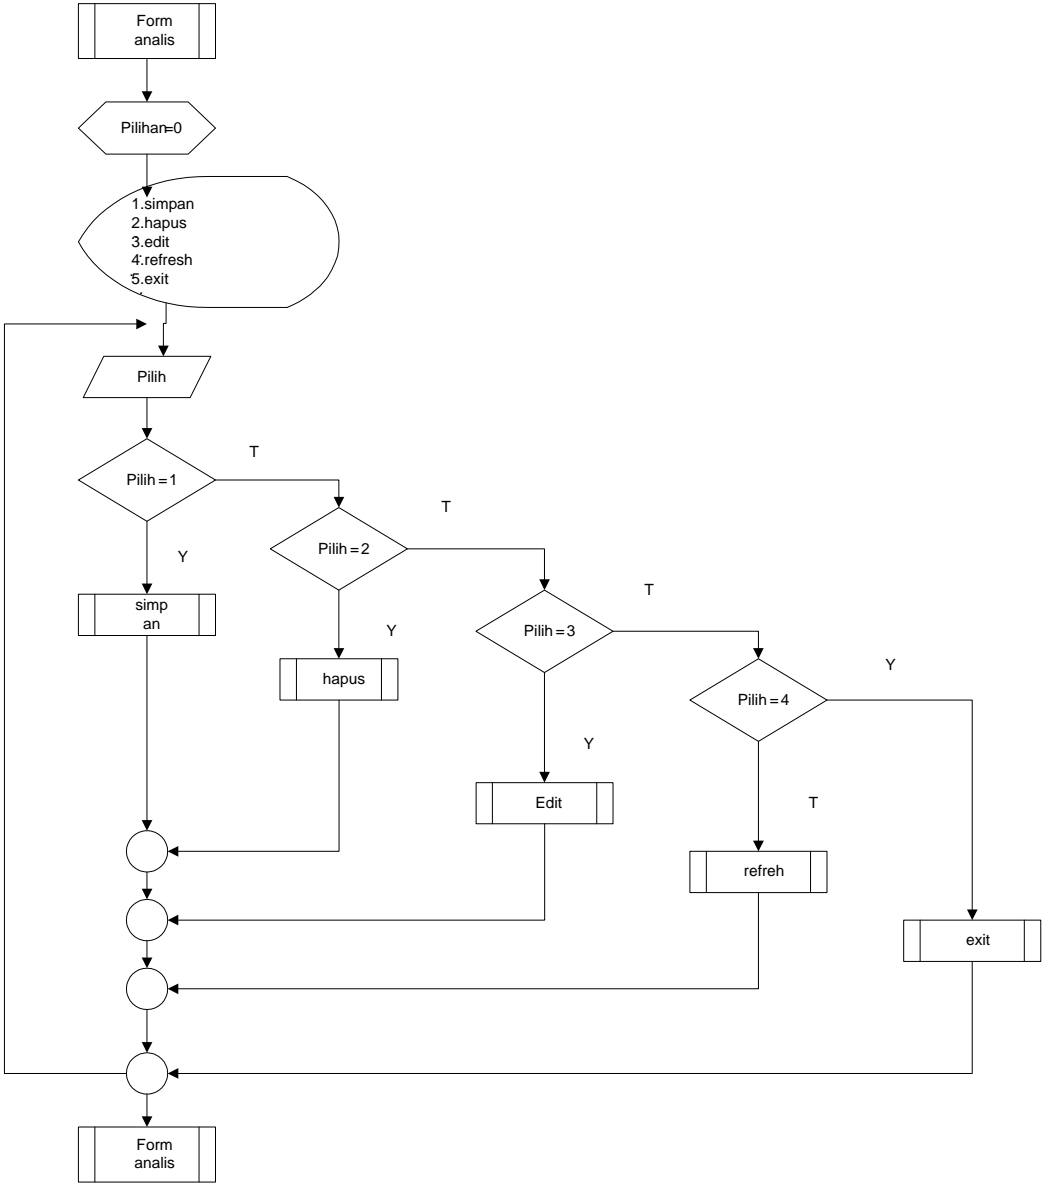 Form
analis
Pilihan=0
1.simpan
2.hapus
3.edit
4.refresh
5.exit
Pilih
Pilih=1
T
T
Pilih=2
Y
T
simp
an
Y
Pilih=3
Y
hapus
Pilih=4
Y
Edit
T
refreh
exit
Form
analis